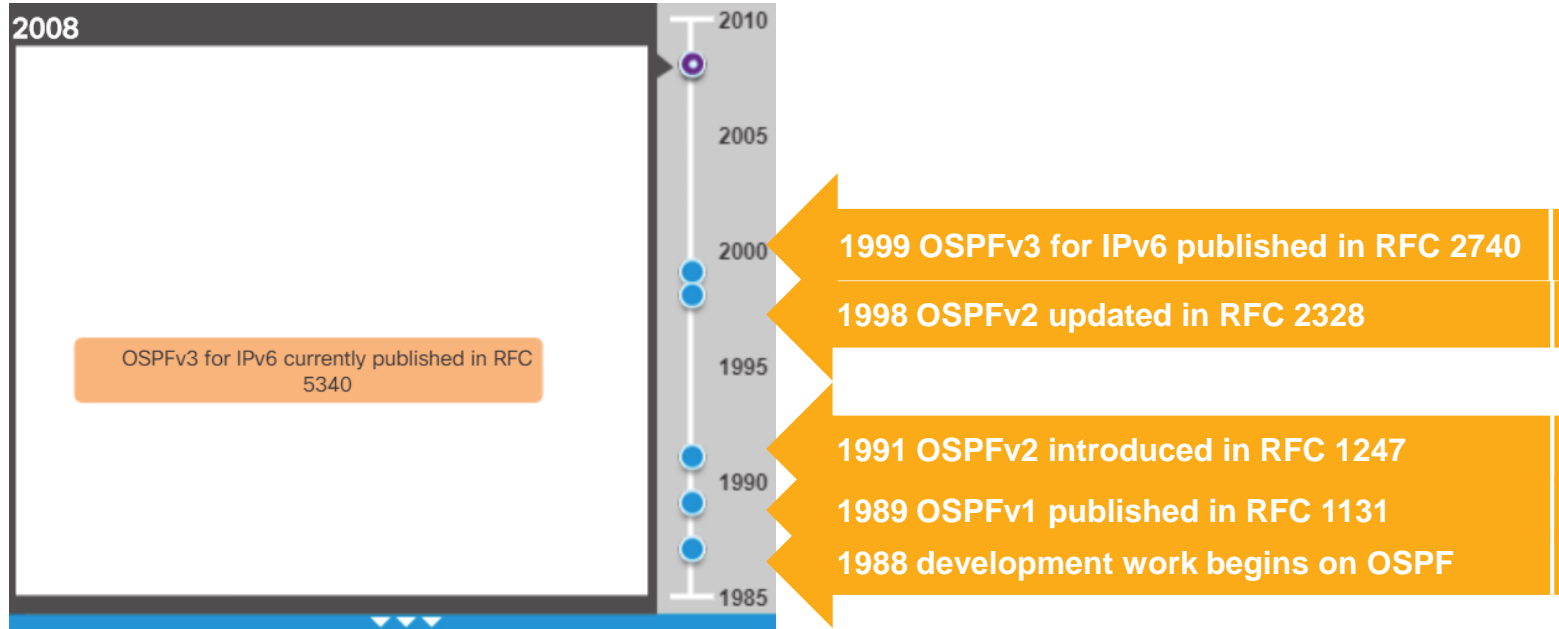 2008
OSPFv3 for IPv6 currently published in RFC
5340
2010
2005
2000
1995
1990
1985
1999 OSPFv3 for IPv6 published in RFC 2740
1998 OSPFv2 updated in RFC 2328
1991 OSPFv2 introduced in RFC 1247
1989 OSPFv1 published in RFC 1131
1988 development work begins on OSPF